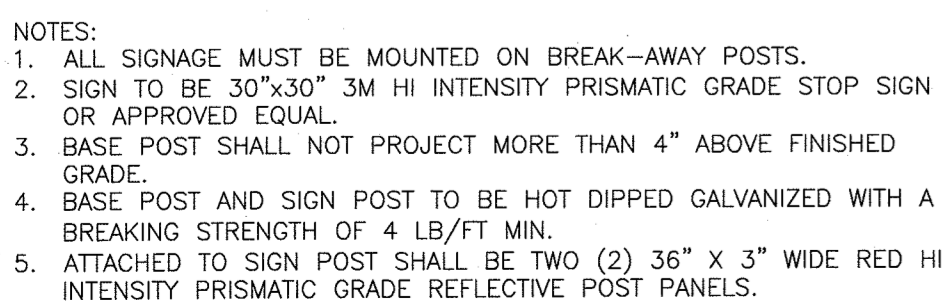 NOTES:
1. ALL SIGNAGE MUST BE MOUNTED ON BREAK-AWAY POSTS.
2. SIGN TO BE 30"x30" 3M HI INTENSITY PRISMATIC GRADE STOP SIGN
OR APPROVED EQUAL.
3. BASE POST SHALL NOT PROJECT MORE THAN 4" ABOVE FINISHED
GRADE.
4. BASE POST AND SIGN POST TO BE HOT DIPPED GALVANIZED WITH A
BREAKING STRENGTH OF 4 LB/FT MIN.
5. ATTACHED TO SIGN POST SHALL BE TWO (2) 36" X 3" WIDE RED HI
INTENSITY PRISMATIC GRADE REFLECTIVE POST PANELS.